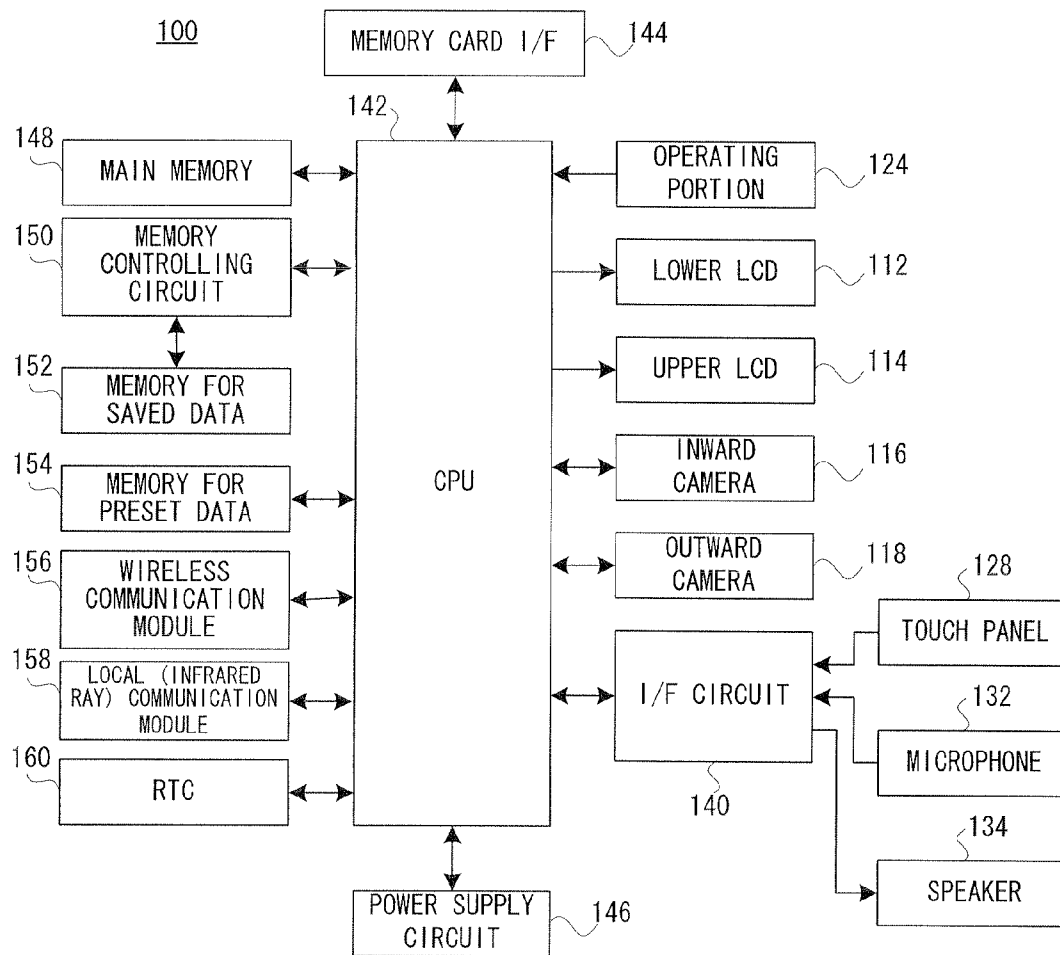 100
MEMORY CARD I/F
144
142
148
MAIN MEMORY
OPERATING
PORTION
124
150
MEMORY
CONTROLLING
CIRCUIT
LOWER LCD
112
152
MEMORY FOR
SAVED DATA
UPPER LCD
114
154
MEMORY FOR
PRESET DATA
CPU
INWARD
CAMERA
116
156
WIRELESS
COMMUNICATION
MODULE
OUTWARD
CAMERA
118
128
TOUCH PANEL
158
LOCAL (INFRARED
RAY) COMMUNICATION
MODULE
I/F CIRCUIT
140
132
MICROPHONE
160
RTC
134
SPEAKER
POWER SUPPLY
CIRCUIT
146